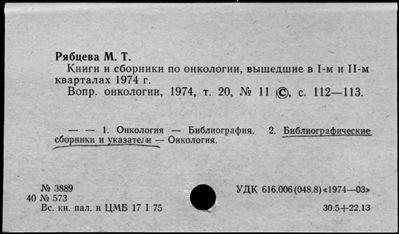 Рябцева М. Т.
Книги и сборники по онкологии, вышедшие в I-м и II-м
кварталах 1974 г.
Вопр. онкологии, 1974, т. 20, № 11 ©, с. 112—113.
— — 1. Онкология — Библиография. 2. Библиографические
сборники и указатели — Онкология.
№ 3889
40 № 573
Вс. кн. пал. и ЦМБ 17 I 75
УДК 616.006(048.8)«1974—03»
30.5+22.13